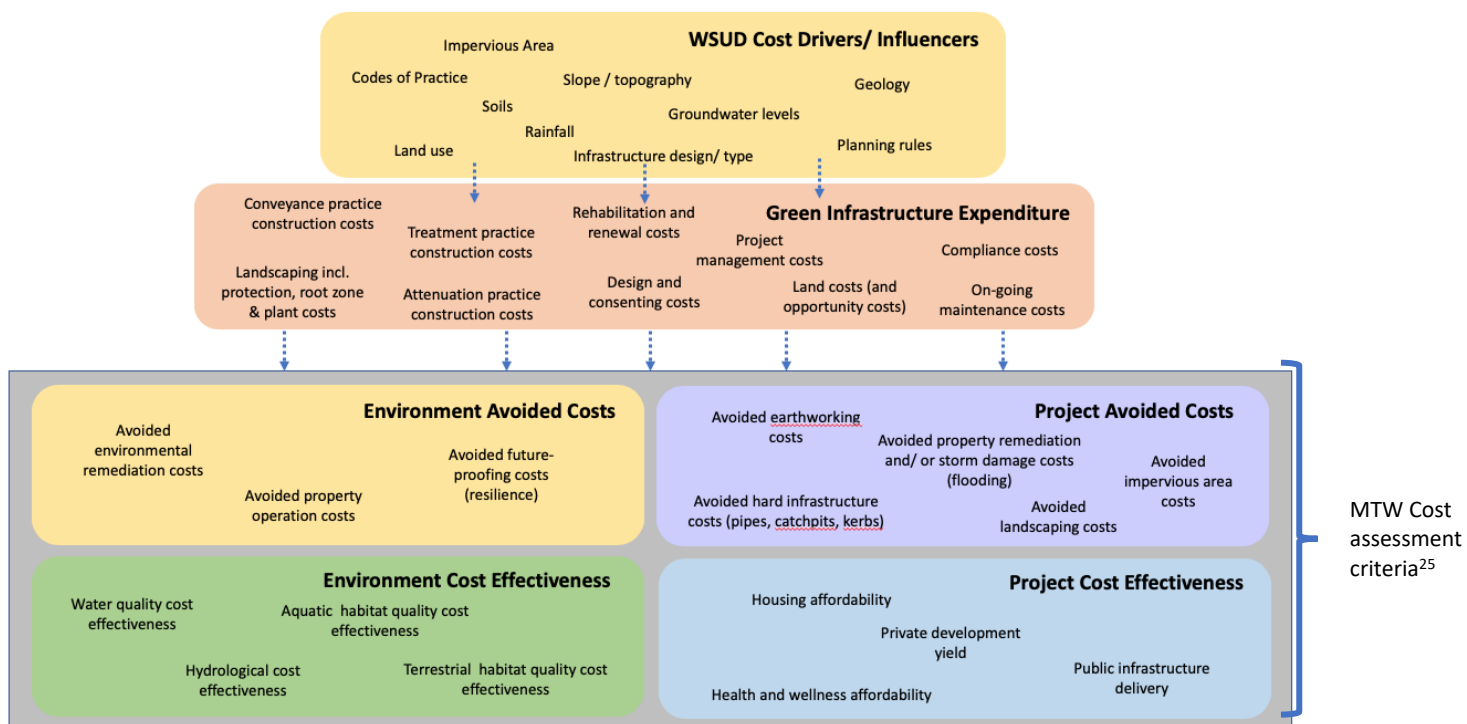 WSUD Cost Drivers/ Influencers
Impervious Area
Codes of Practice
Slope / topography
Geology
Soils
Groundwater levels
Rainfall
Land use
Infrastructure design/ type
Planning rules
Green Infrastructure Expenditure
Conveyance practice
construction costs
Treatment practice
construction costs
Rehabilitation and
renewal costs
Project
management costs
Compliance costs
Landscaping incl.
protection, root zone
& plant costs
Attenuation practice
construction costs
Design and
consenting costs
Land costs (and
opportunity costs)
On-going
maintenance costs
Environment Avoided Costs
Avoided
environmental
remediation costs
Avoided property
operation costs
Avoided future-
proofing costs
(resilience)
Project Avoided Costs
Avoided earthworking
costs
Avoided property remediation
and/ or storm damage costs
(flooding)
Avoided
impervious area
costs
Avoided hard infrastructure
costs (pipes, catchpits, kerbs)
Avoided
landscaping costs
Environment Cost Effectiveness
Water quality cost
effectiveness
Aquatic habitat quality cost
effectiveness
Hydrological cost
effectiveness
Terrestrial habitat quality cost
effectiveness
Project Cost Effectiveness
Housing affordability
Private development
yield
Public infrastructure
delivery
Health and wellness affordability
MTW Cost
assessment
criteria25